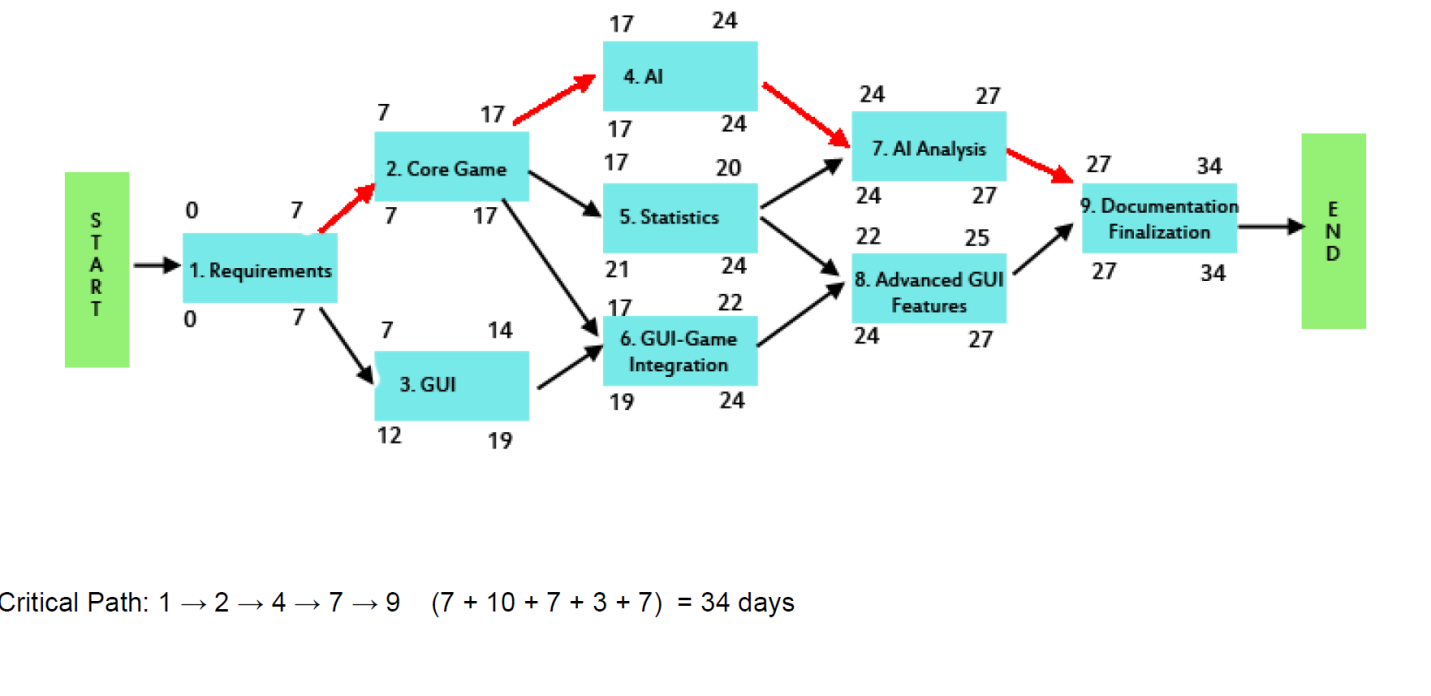 START
0 7
1. Requirements
0 7
7 17
2. Core Game
7 17
7 14
3. GUI
12 19
17 24
4. AI
17 24
17 20
5. Statistics
21 24
17 22
6. GUI-Game
Integration
19 24
24 27
7. AI Analysis
24 27
22 25
8. Advanced GUI
Features
24 27
27 34
9. Documentation
Finalization
27 34
END
Critical Path: 1 → 2 → 4 → 7 → 9 (7 + 10 + 7 + 3 + 7) = 34 days